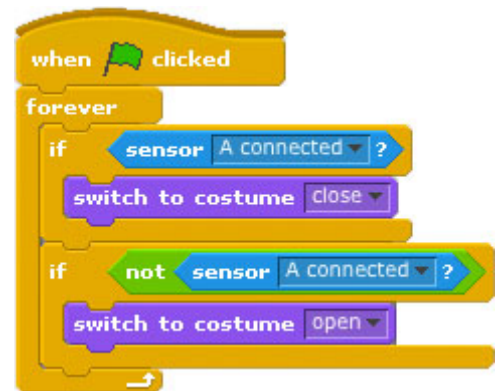 when clicked
forever
if sensor A connected ?
switch to costume close
if not sensor A connected ?
switch to costume open